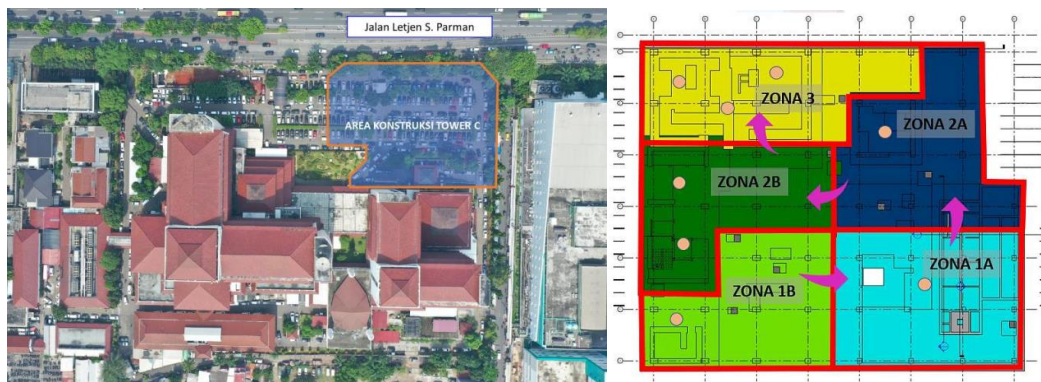 Jalan Letjen S. Parman
AREA KONSTRUKSI TOWER C
ZONA 3
ZONA 2A
ZONA 2B
ZONA 1A
ZONA 1B